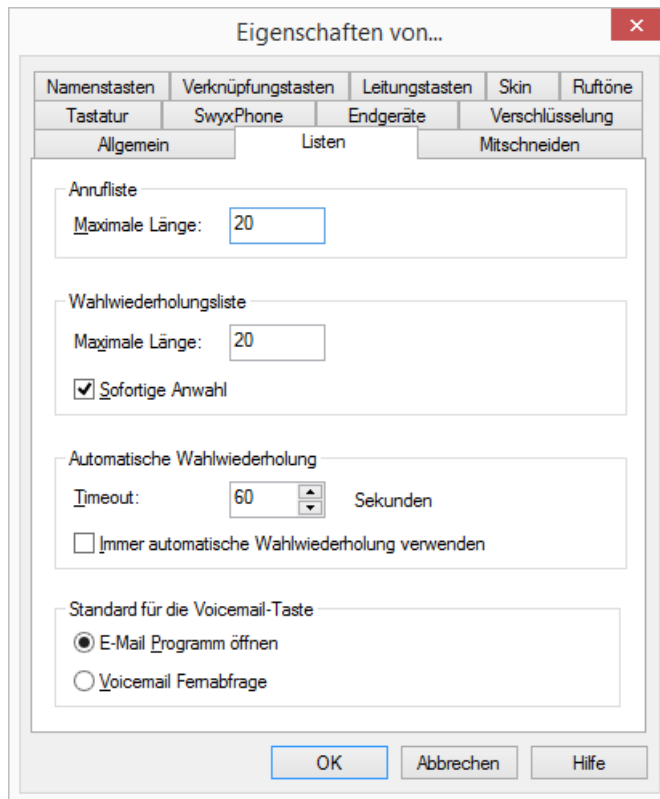 Eigenschaften von...
Namenstasten Verknüpfungstasten Leitungstasten Skin Ruftöne
Tastatur SwyxPhone Endgeräte Verschlüsselung
Allgemein Listen Mitschneiden
Anrufliste
Maximale Länge: 20
Wahlwiederholungsliste
Maximale Länge: 20
Sofortige Anwahl
Automatische Wahlwiederholung
Timeout: 60 Sekunden
Immer automatische Wahlwiederholung verwenden
Standard für die Voicemail-Taste
E-Mail Programm öffnen
Voicemail Fernabfrage
OK Abbrechen Hilfe